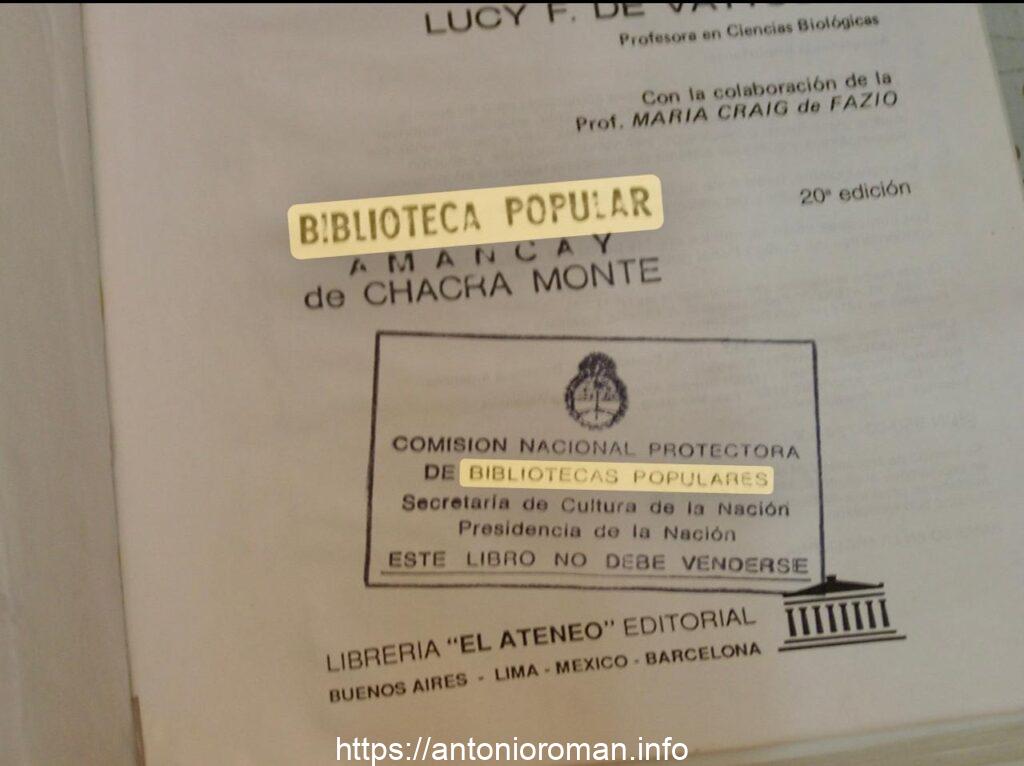 LUCY F. DE
Profesora en Ciencias Biológicas
Con la colaboración de la
Prof. MARIA CRAIG de FAZIO
20ª edición
BIBLIOTECA POPULAR
AMANCAY
de CHACRA MONTE
COMISION NACIONAL PROTECTORA
DE BIBLIOTECAS POPULARES
Secretaría de Cultura de la Nación
Presidencia de la Nación
ESTE LIBRO NO DEBE VENDERSE
LIBRERIA "EL ATENEO" EDITORIAL
BUENOS AIRES - LIMA - MEXICO - BARCELONA
https://antonioroman.info